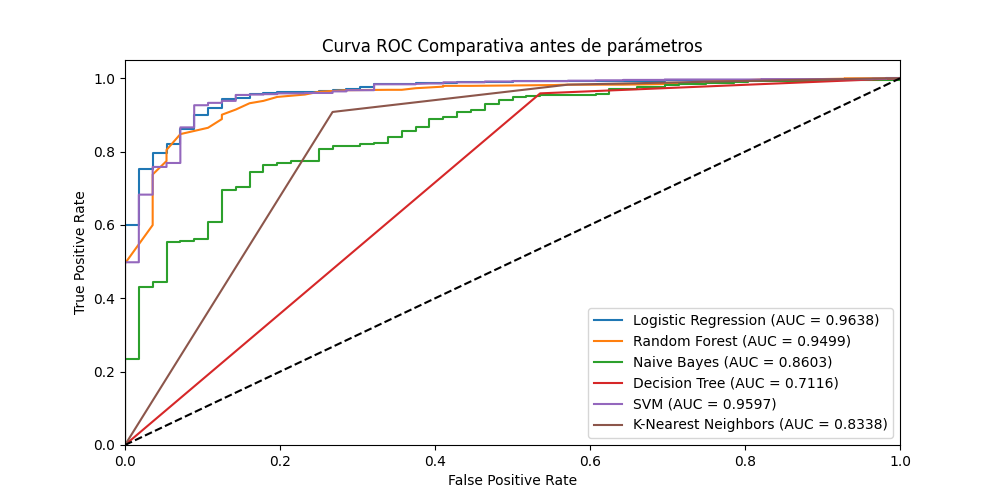 Curva ROC Comparativa antes de parámetros
True Positive Rate
1.0
0.8
0.6
0.4
0.2
0.0
0.0 0.2 0.4 0.6 0.8 1.0
False Positive Rate
Logistic Regression (AUC = 0.9638)
Random Forest (AUC = 0.9499)
Naive Bayes (AUC = 0.8603)
Decision Tree (AUC = 0.7116)
SVM (AUC = 0.9597)
K-Nearest Neighbors (AUC = 0.8338)